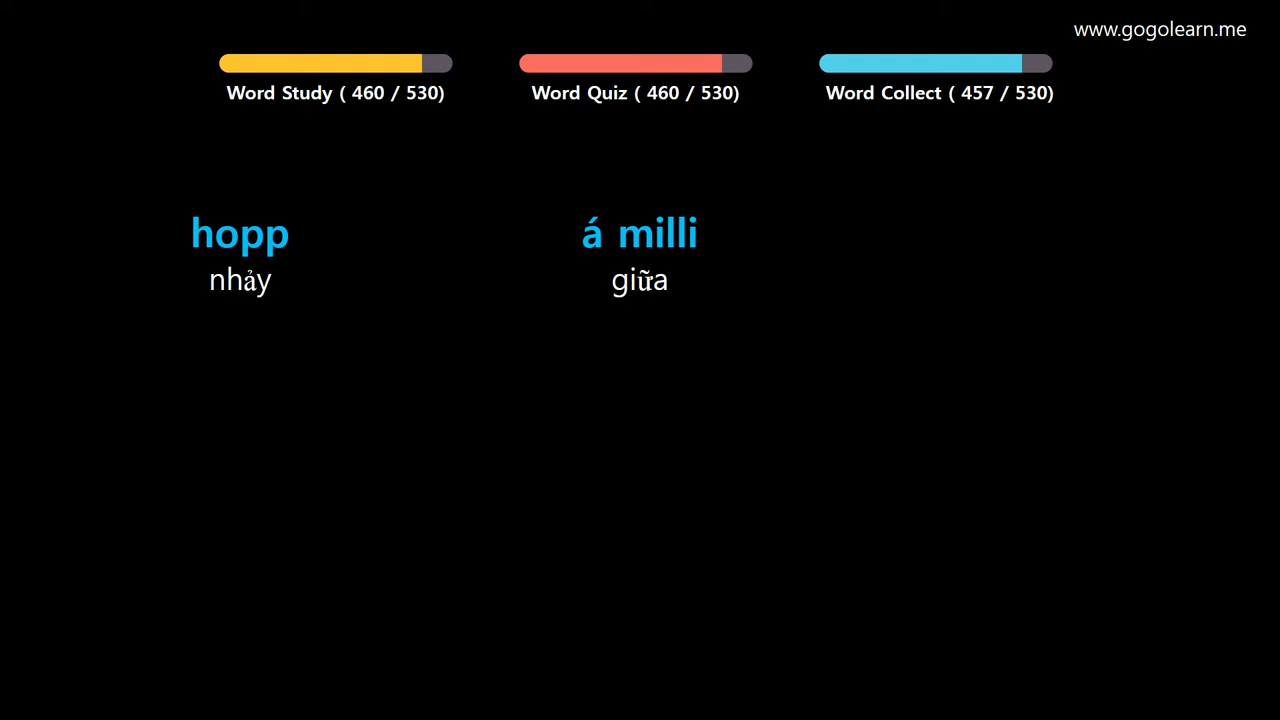 www.gogolearn.me
Word Study ( 460 / 530)
Word Quiz ( 460 / 530)
Word Collect ( 457 / 530)
hopp
á milli
nhảy
giữa